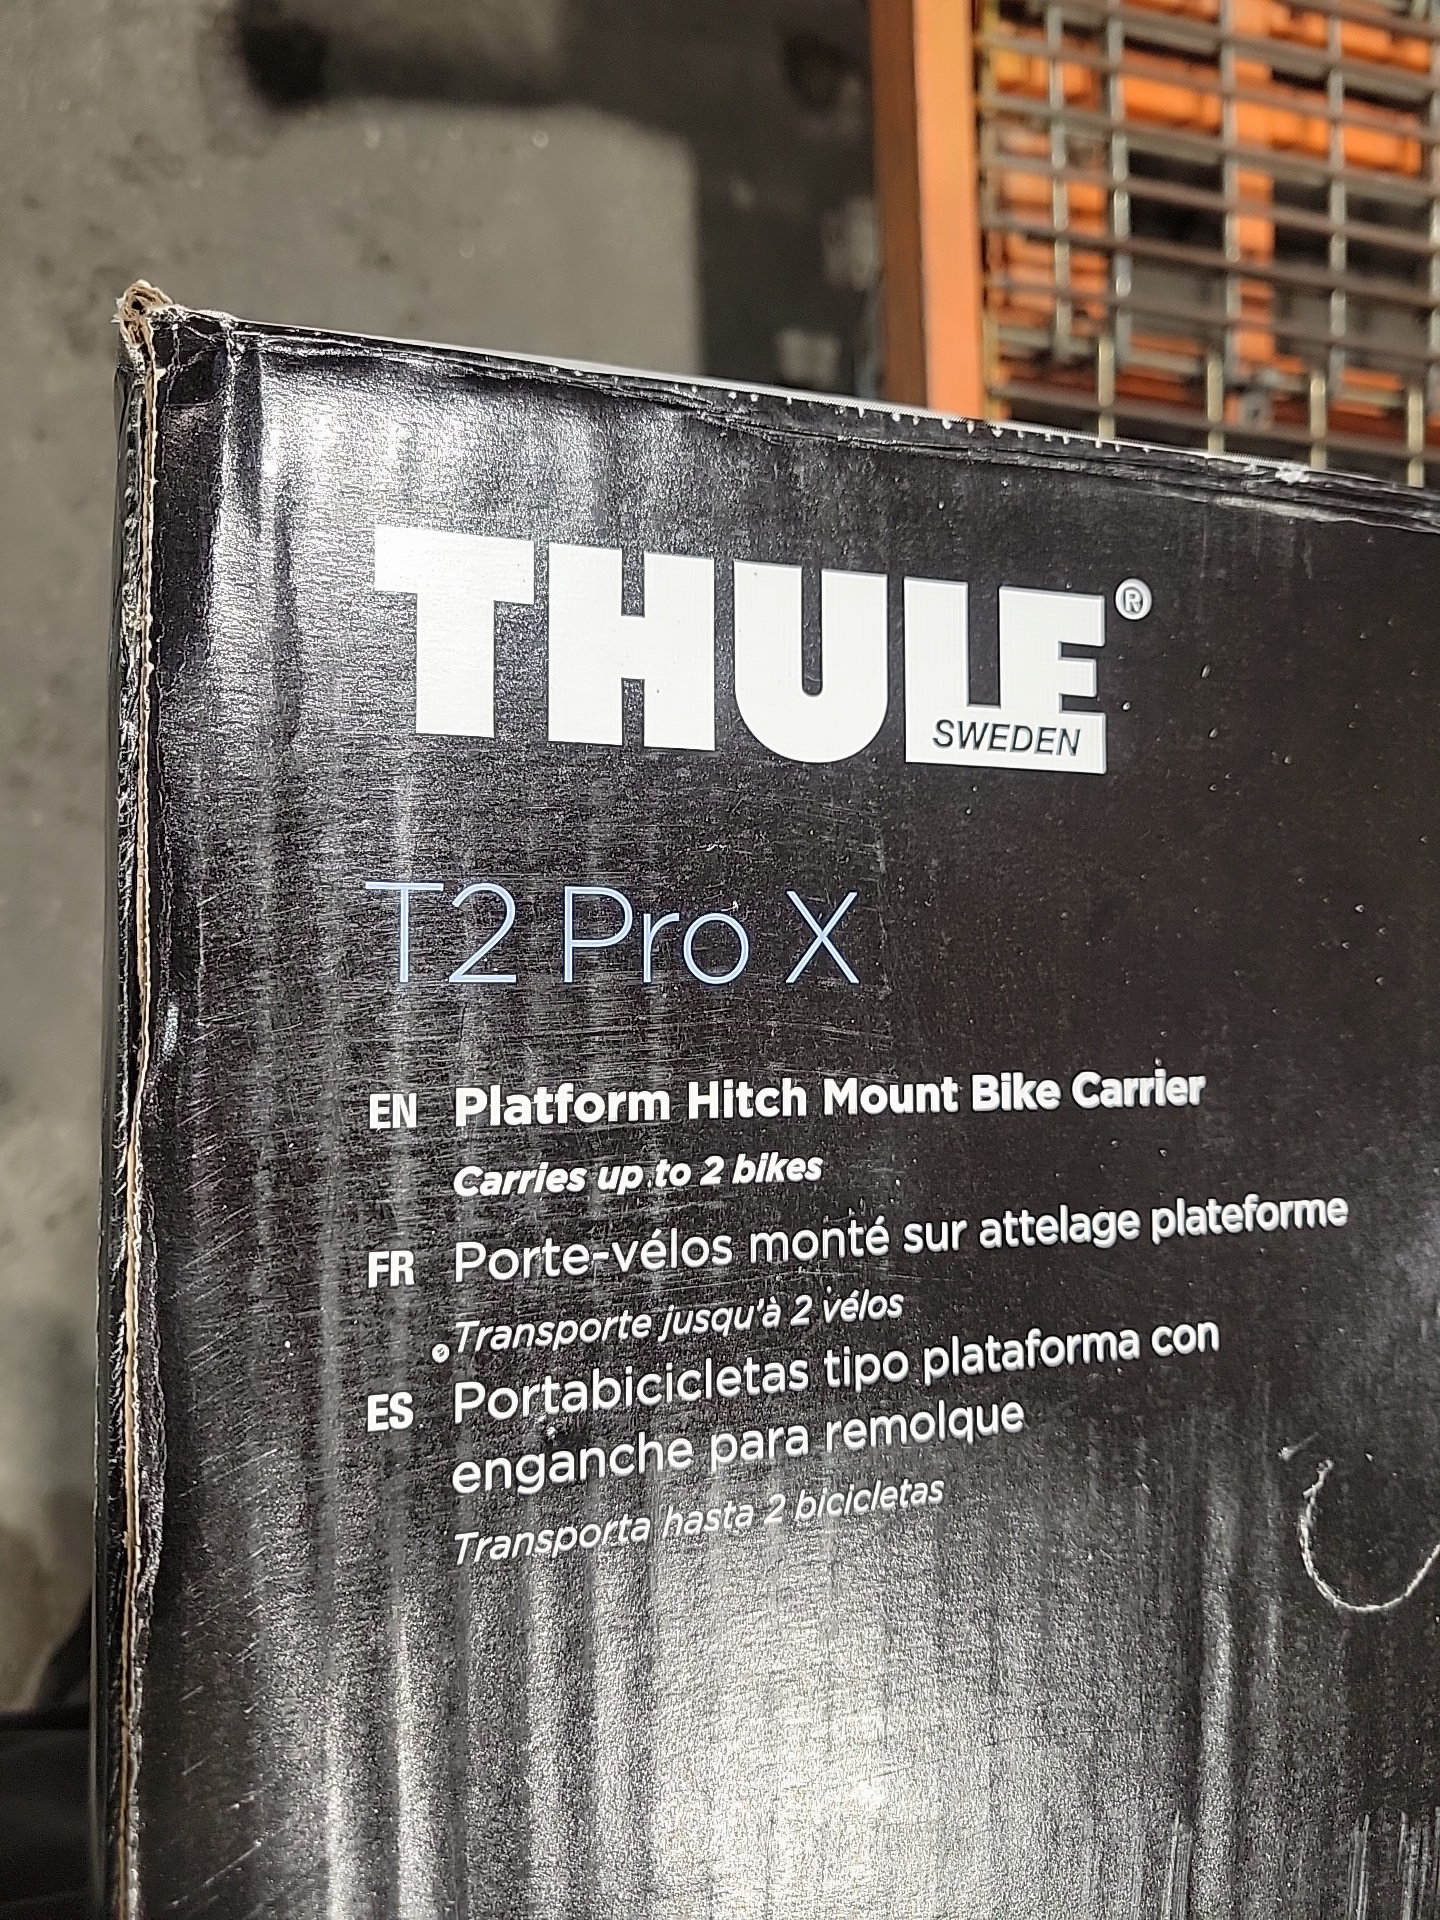 THULE®
SWEDEN
T2 Pro X
EN Platform Hitch Mount Bike Carrier
Carries up to 2 bikes
FR Porte-vélos monté sur attelage plateforme
Transporte jusqu'à 2 vélos
ES Portabicicletas tipo plataforma con
enganche para remolque
Transporta hasta 2 bicicletas